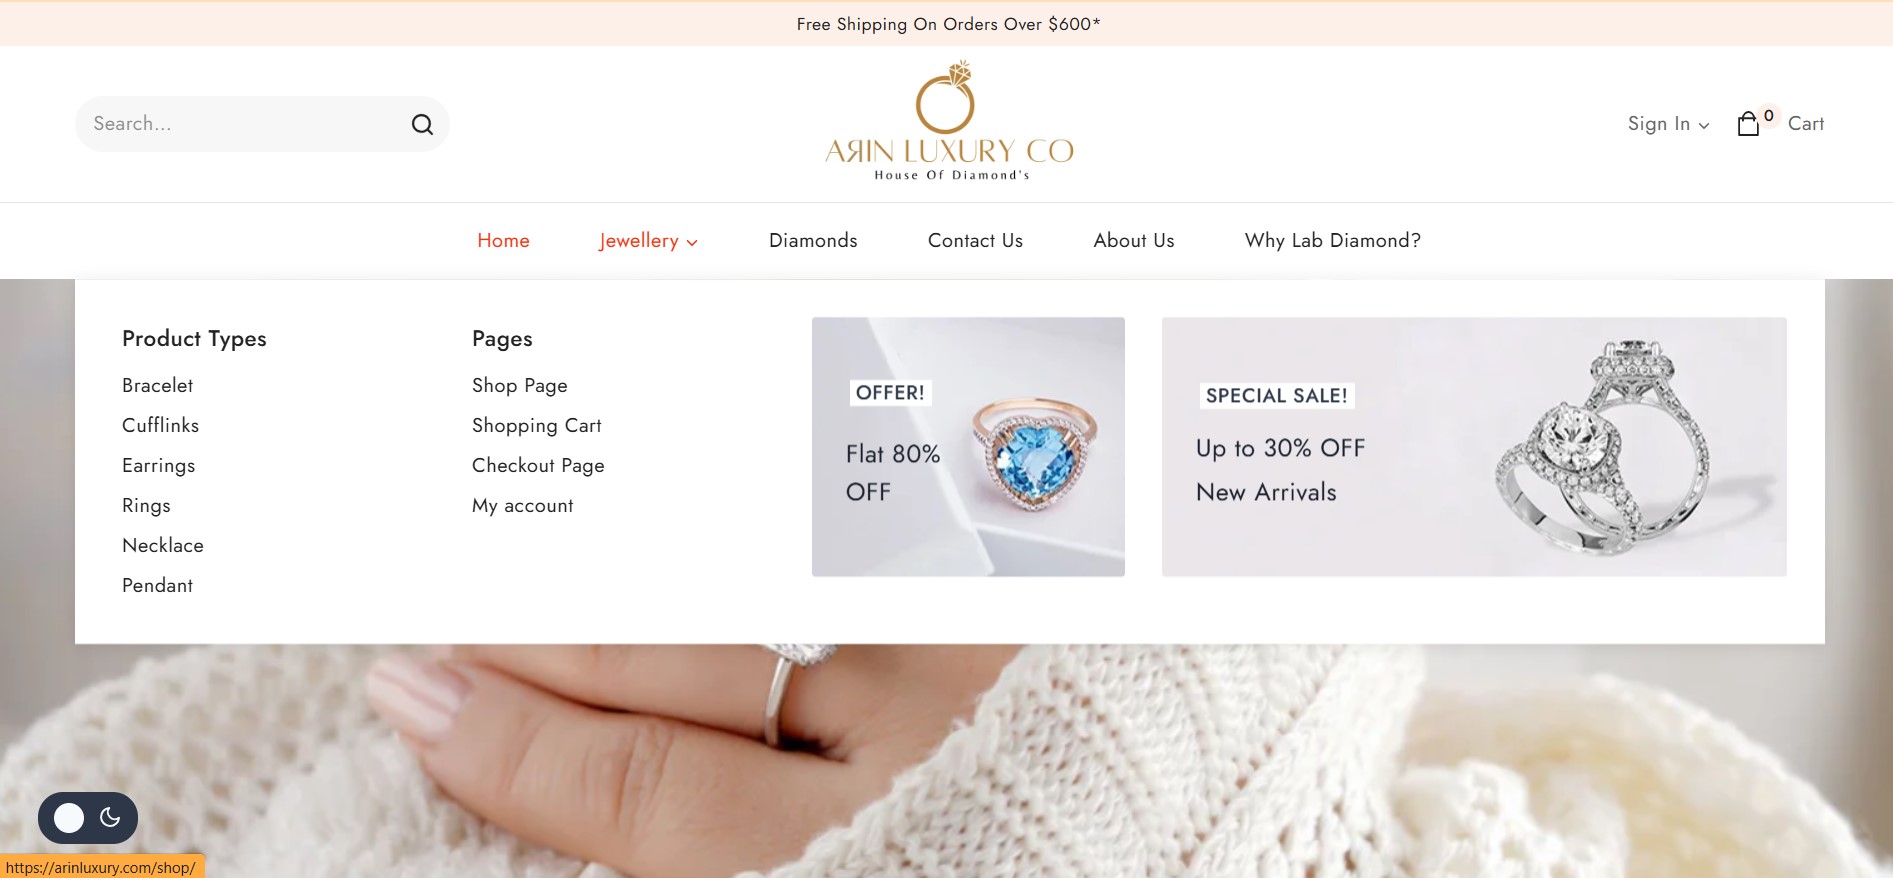 Free Shipping On Orders Over $600*
Search...
AЯIN LUXURY CO
House Of Diamond's
Sign In
0
Cart
Home
Jewellery
Diamonds
Contact Us
About Us
Why Lab Diamond?
Product Types
Bracelet
Cufflinks
Earrings
Rings
Necklace
Pendant
Pages
Shop Page
Shopping Cart
Checkout Page
My account
OFFER!
Flat 80%
OFF
SPECIAL SALE!
Up to 30% OFF
New Arrivals
https://arinluxury.com/shop/